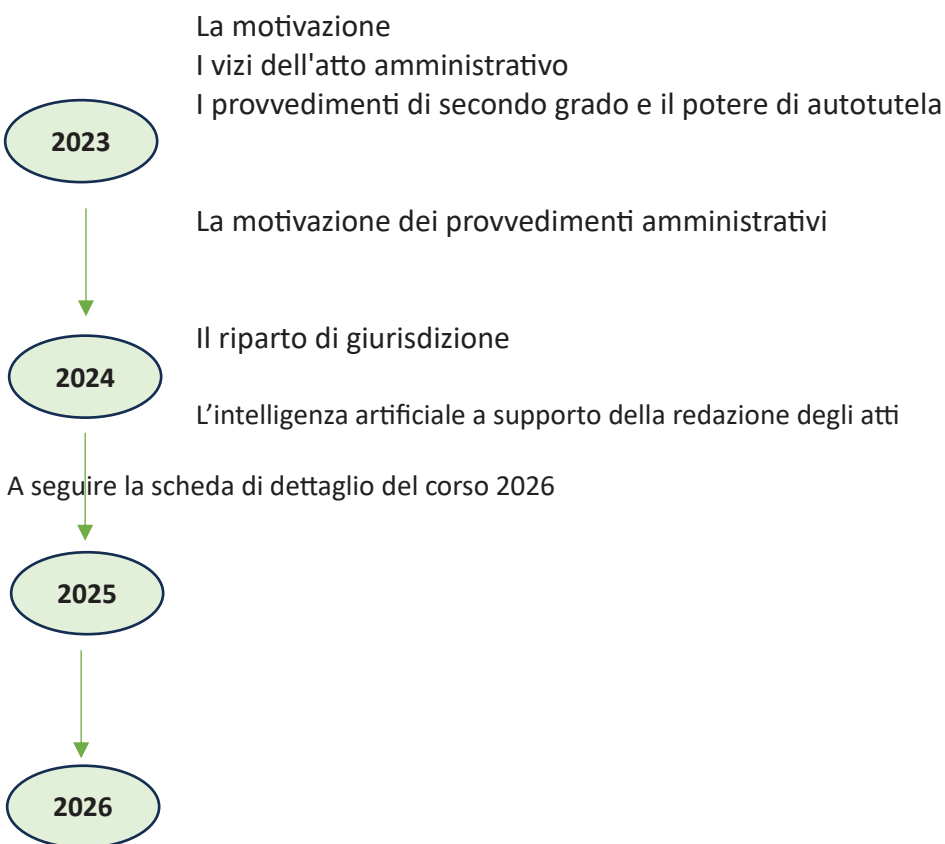 La motivazione
I vizi dell'atto amministrativo
I provvedimenti di secondo grado e il potere di autotutela
2023
La motivazione dei provvedimenti amministrativi
Il riparto di giurisdizione
2024
L’intelligenza artificiale a supporto della redazione degli atti
A seguire la scheda di dettaglio del corso 2026
2025
2026